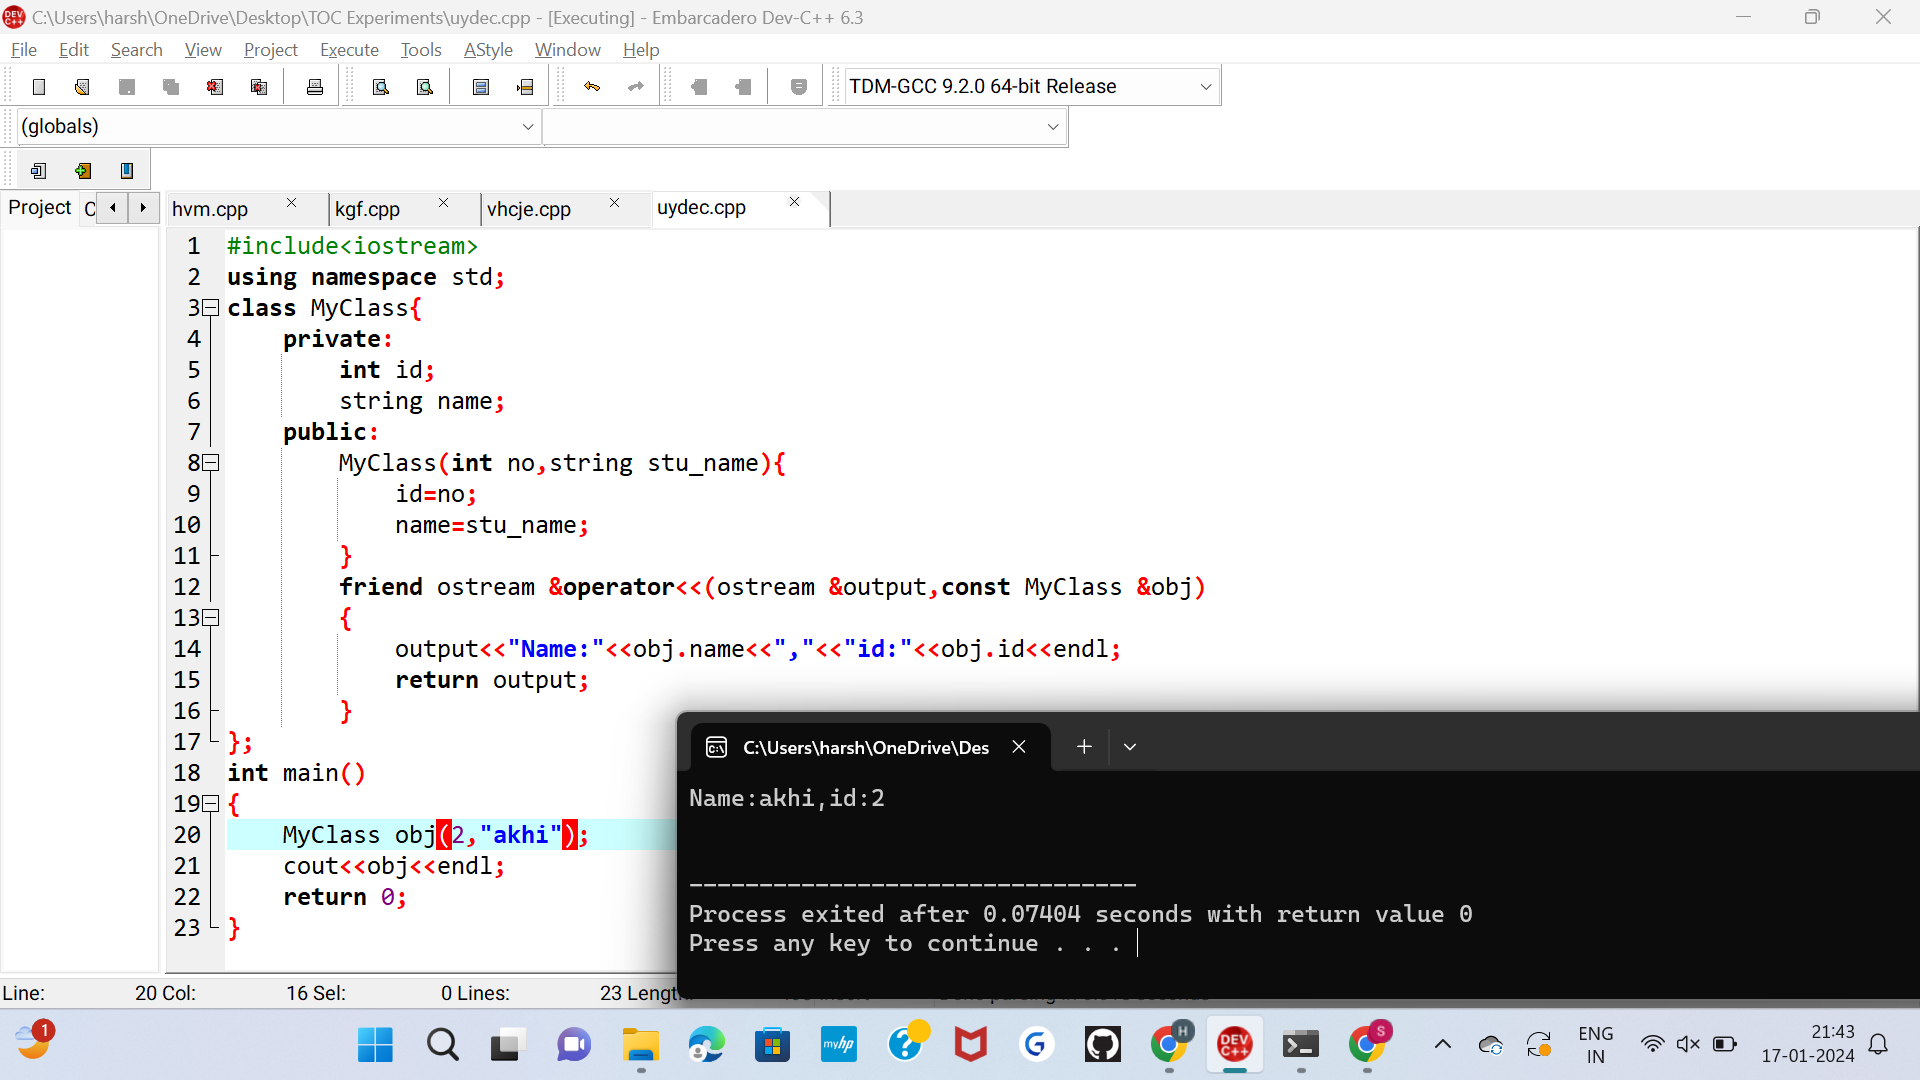 C:\Users\harsh\OneDrive\Desktop\TOC Experiments\uydec.cpp - [Executing] - Embarcadero Dev-C++ 6.3
File Edit Search View Project Execute Tools AStyle Window Help
TDM-GCC 9.2.0 64-bit Release
(globals)
Project C hvm.cpp kgf.cpp vhcje.cpp uydec.cpp
1 #include<iostream>
2 using namespace std;
3 class MyClass{
4 private:
5 int id;
6 string name;
7 public:
8 MyClass(int no,string stu_name){
9 id=no;
10 name=stu_name;
11 }
12 friend ostream &operator<<(ostream &output,const MyClass &obj)
13 {
14 output<<"Name:"<<obj.name<<","<<"id:"<<obj.id<<endl;
15 return output;
16 }
17 };
18 int main()
19 {
20 MyClass obj(2,"akhi");
21 cout<<obj<<endl;
22 return 0;
23 }
C:\Users\harsh\OneDrive\Des
Name:akhi,id:2
--------------------------------
Process exited after 0.07404 seconds with return value 0
Press any key to continue . . .
Line: 20 Col: 16 Sel: 0 Lines: 23
1
myhp
H
DEV C++
S
ENG
IN
21:43
17-01-2024